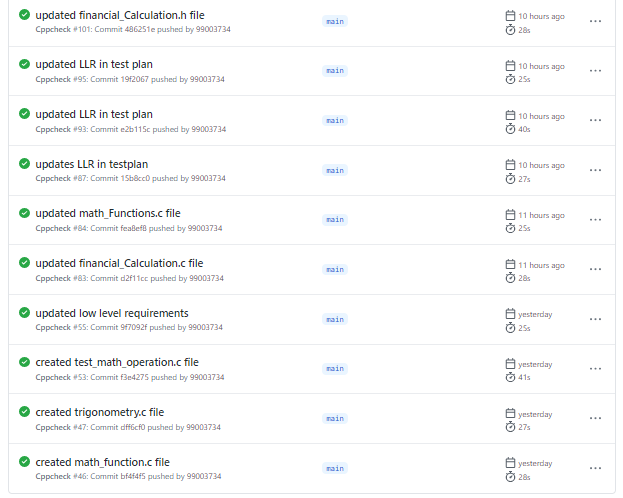 updated financial_Calculation.h file
Cppcheck #101: Commit 486251e pushed by 99003734
main
10 hours ago
28s
updated LLR in test plan
Cppcheck #95: Commit 19f2067 pushed by 99003734
main
10 hours ago
25s
updated LLR in test plan
Cppcheck #93: Commit e2b115c pushed by 99003734
main
10 hours ago
40s
updates LLR in testplan
Cppcheck #87: Commit 15b8cc0 pushed by 99003734
main
10 hours ago
27s
updated math_Functions.c file
Cppcheck #84: Commit fea8ef8 pushed by 99003734
main
11 hours ago
25s
updated financial_Calculation.c file
Cppcheck #83: Commit d2f11cc pushed by 99003734
main
11 hours ago
28s
updated low level requirements
Cppcheck #55: Commit 9f7092f pushed by 99003734
main
yesterday
25s
created test_math_operation.c file
Cppcheck #53: Commit f3e4275 pushed by 99003734
main
yesterday
41s
created trigonometry.c file
Cppcheck #47: Commit dff6cf0 pushed by 99003734
main
yesterday
27s
created math_function.c file
Cppcheck #46: Commit bf4f4f5 pushed by 99003734
main
yesterday
28s